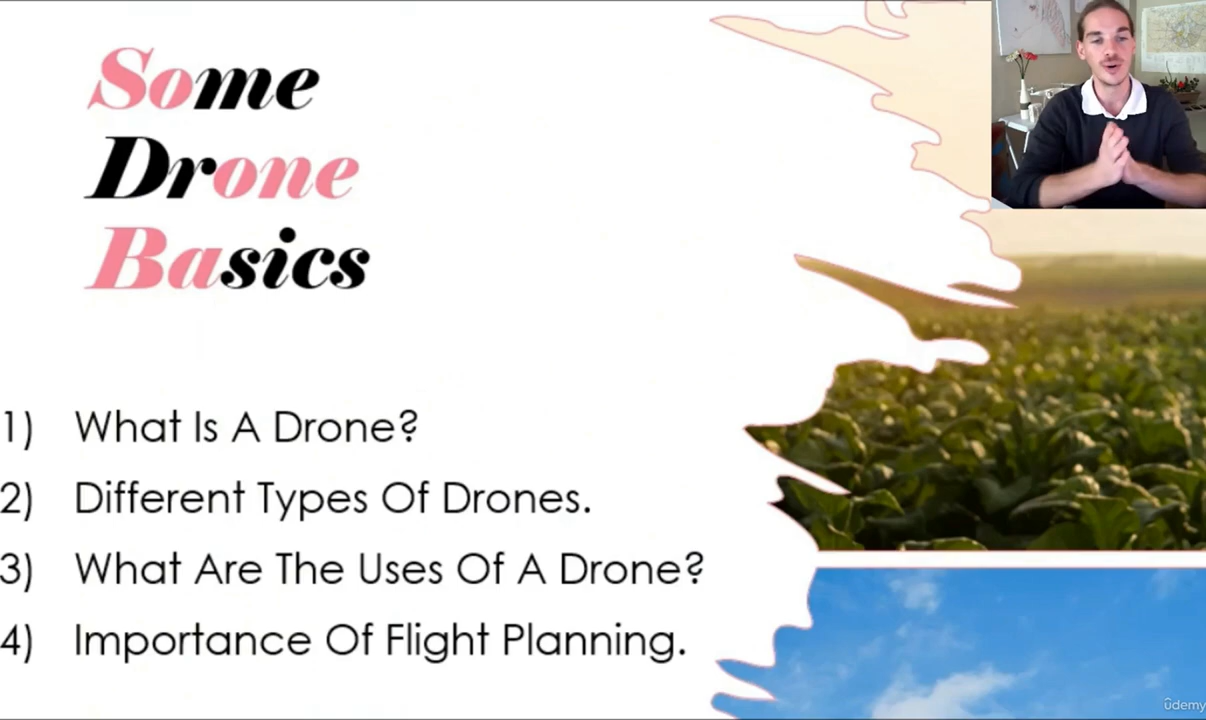 Some
Drone
Basics
1) What Is A Drone?
2) Different Types Of Drones.
3) What Are The Uses Of A Drone?
4) Importance Of Flight Planning.
ûdemy